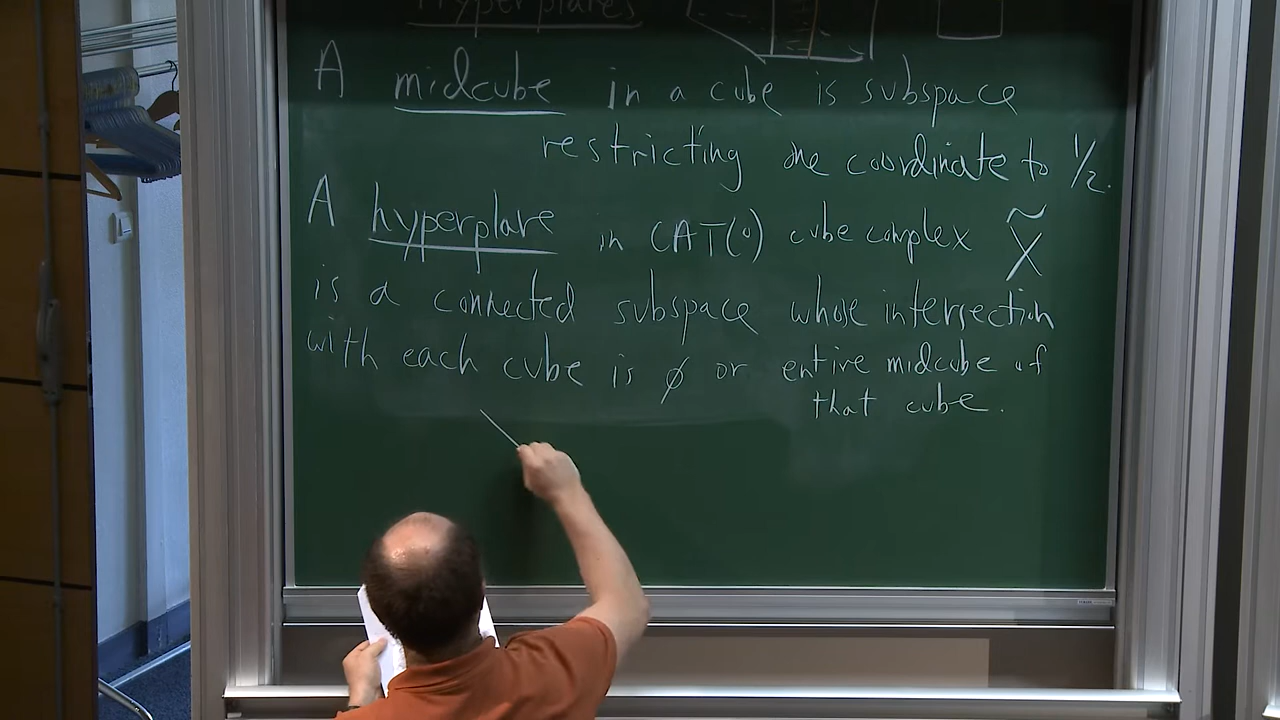 Hyperplanes
A midcube in a cube is subspace
restricting one coordinate to 1/2.
A hyperplane in CAT(0) cube complex X̃
is a connected subspace whose intersection
with each cube is ∅ or entire midcube of
that cube.